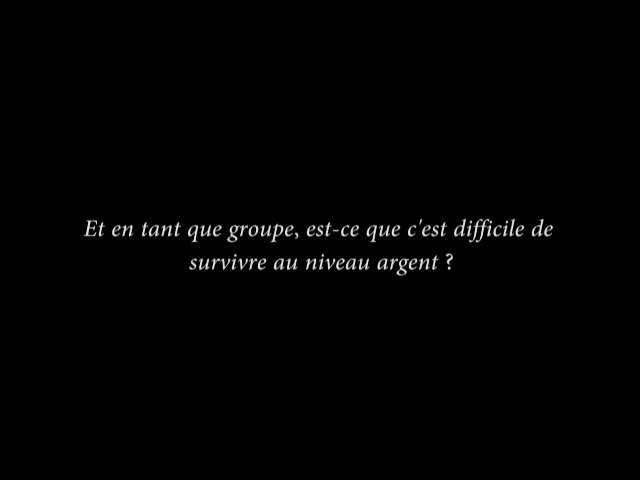 Et en tant que groupe, est-ce que c'est difficile de
survivre au niveau argent ?